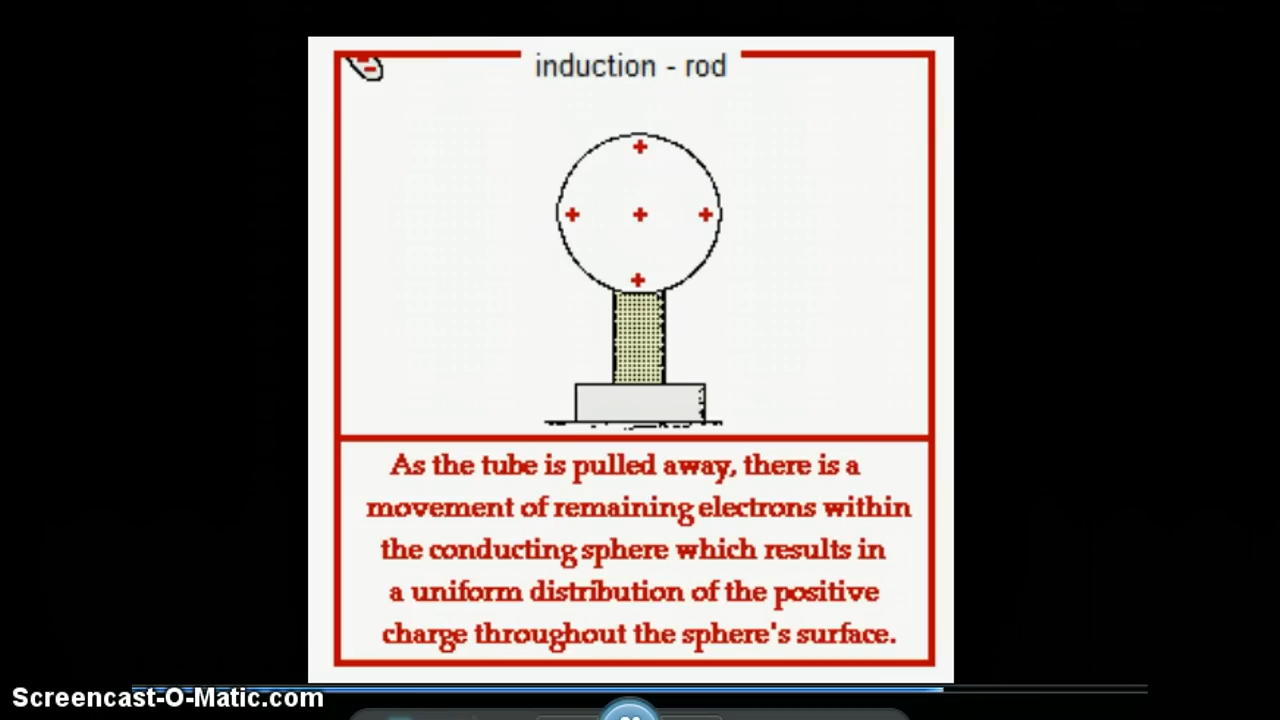 induction - rod
As the tube is pulled away, there is a
movement of remaining electrons within
the conducting sphere which results in
a uniform distribution of the positive
charge throughout the sphere's surface.
Screencast-O-Matic.com